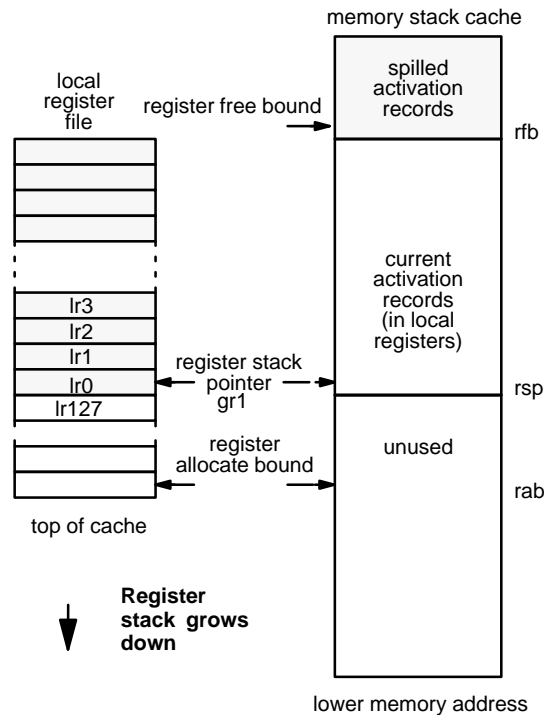 memory stack cache
local
register
file
spilled
activation
records
register free bound
rfb
current
activation
records
(in local
registers)
lr3
lr2
lr1
lr0
lr127
register stack
pointer
gr1
rsp
register
allocate bound
unused
rab
top of cache
Register
stack grows
down
lower memory address